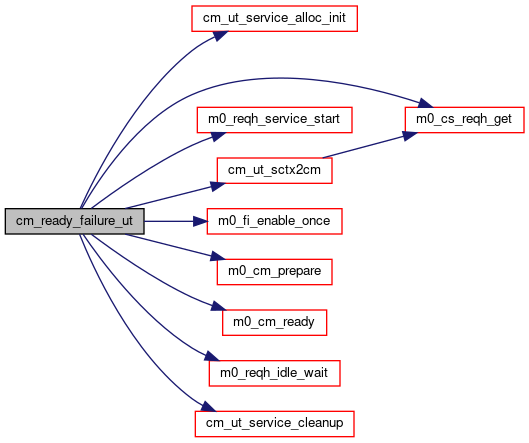 cm_ut_service_alloc_init
m0_reqh_service_start
m0_cs_reqh_get
cm_ut_sctx2cm
cm_ready_failure_ut
m0_fi_enable_once
m0_cm_prepare
m0_cm_ready
m0_reqh_idle_wait
cm_ut_service_cleanup